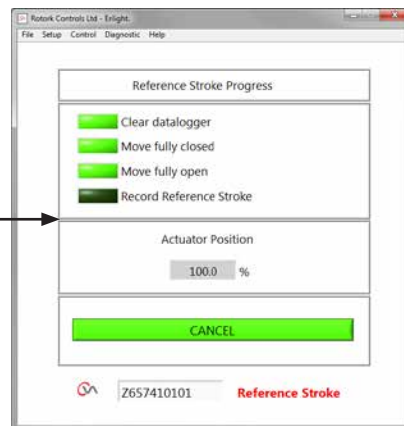 Rotork Controls Ltd - Enlight.
File Setup Control Diagnostic Help
Reference Stroke Progress
Clear datalogger
Move fully closed
Move fully open
Record Reference Stroke
Actuator Position
100.0 %
CANCEL
Z657410101 Reference Stroke